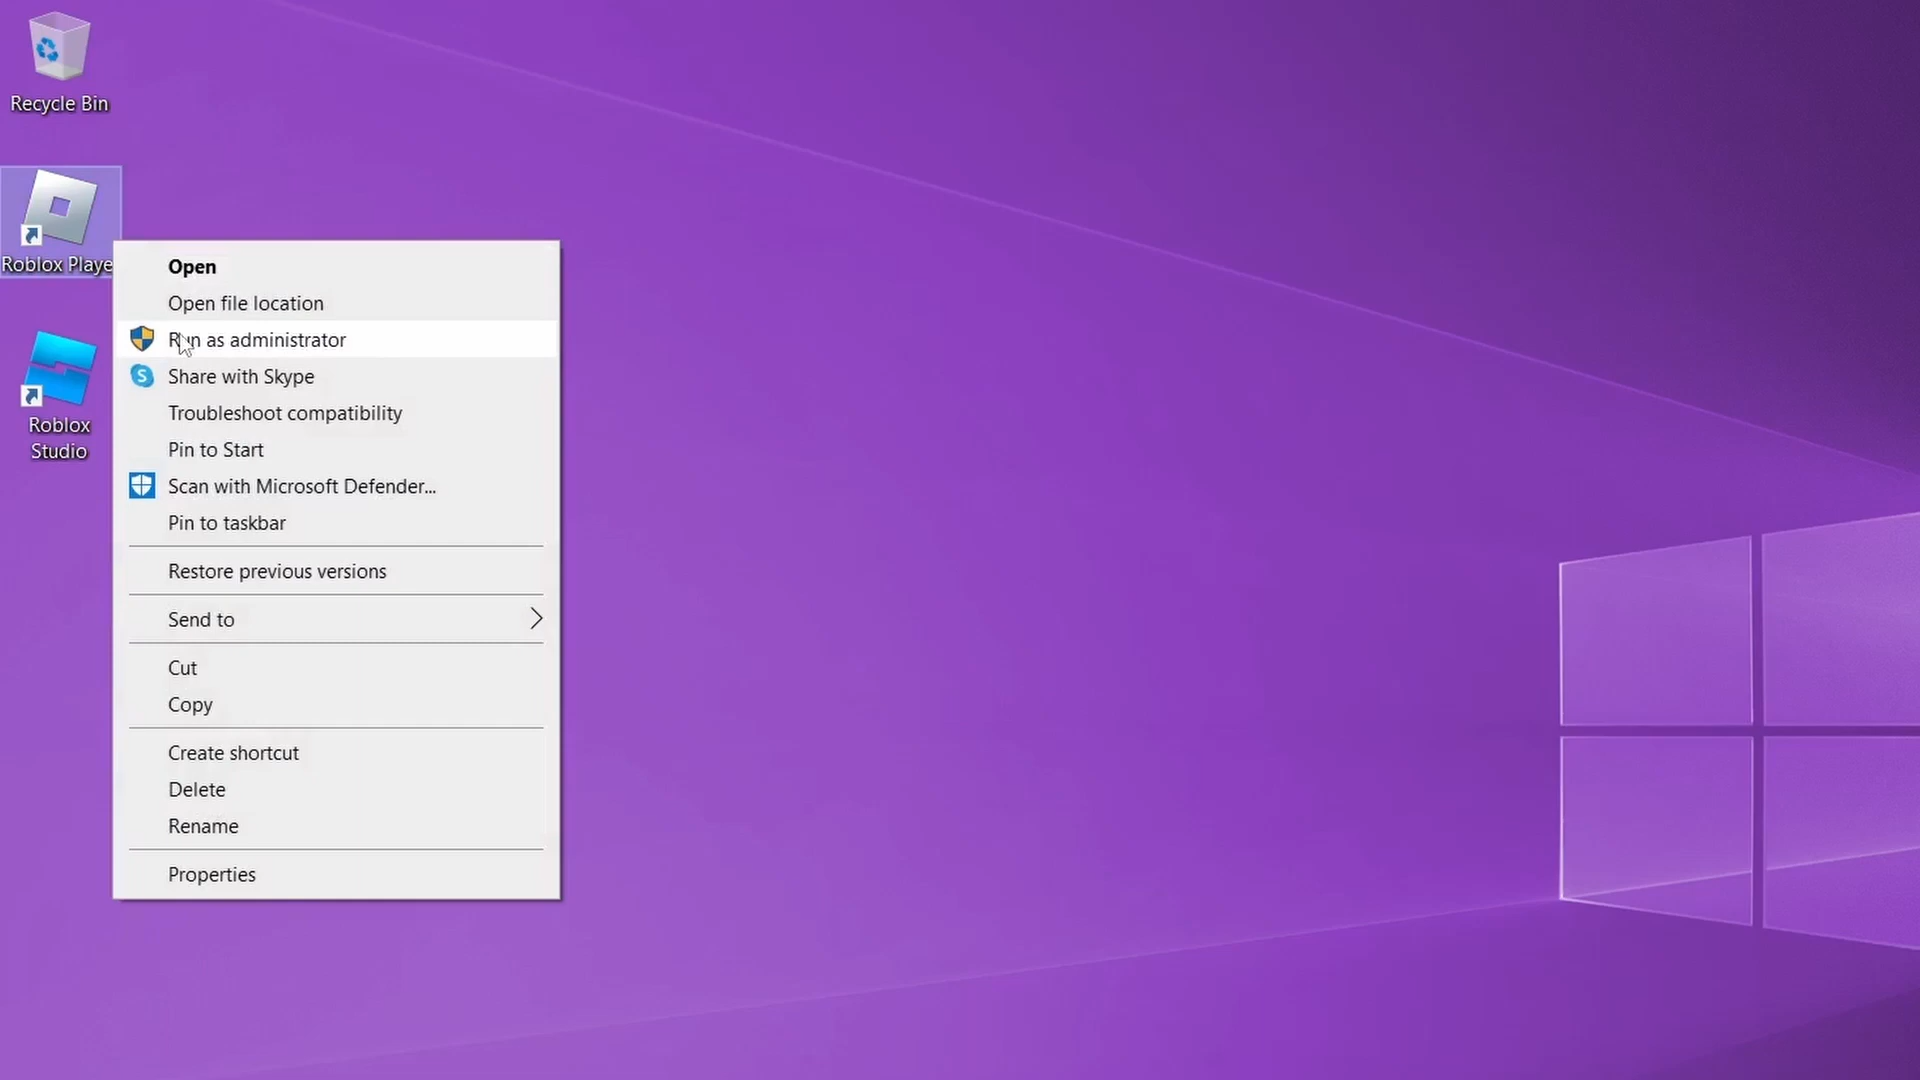 Recycle Bin
Roblox Playe
Roblox
Studio
Open
Open file location
Run as administrator
Share with Skype
Troubleshoot compatibility
Pin to Start
Scan with Microsoft Defender...
Pin to taskbar
Restore previous versions
Send to
Cut
Copy
Create shortcut
Delete
Rename
Properties